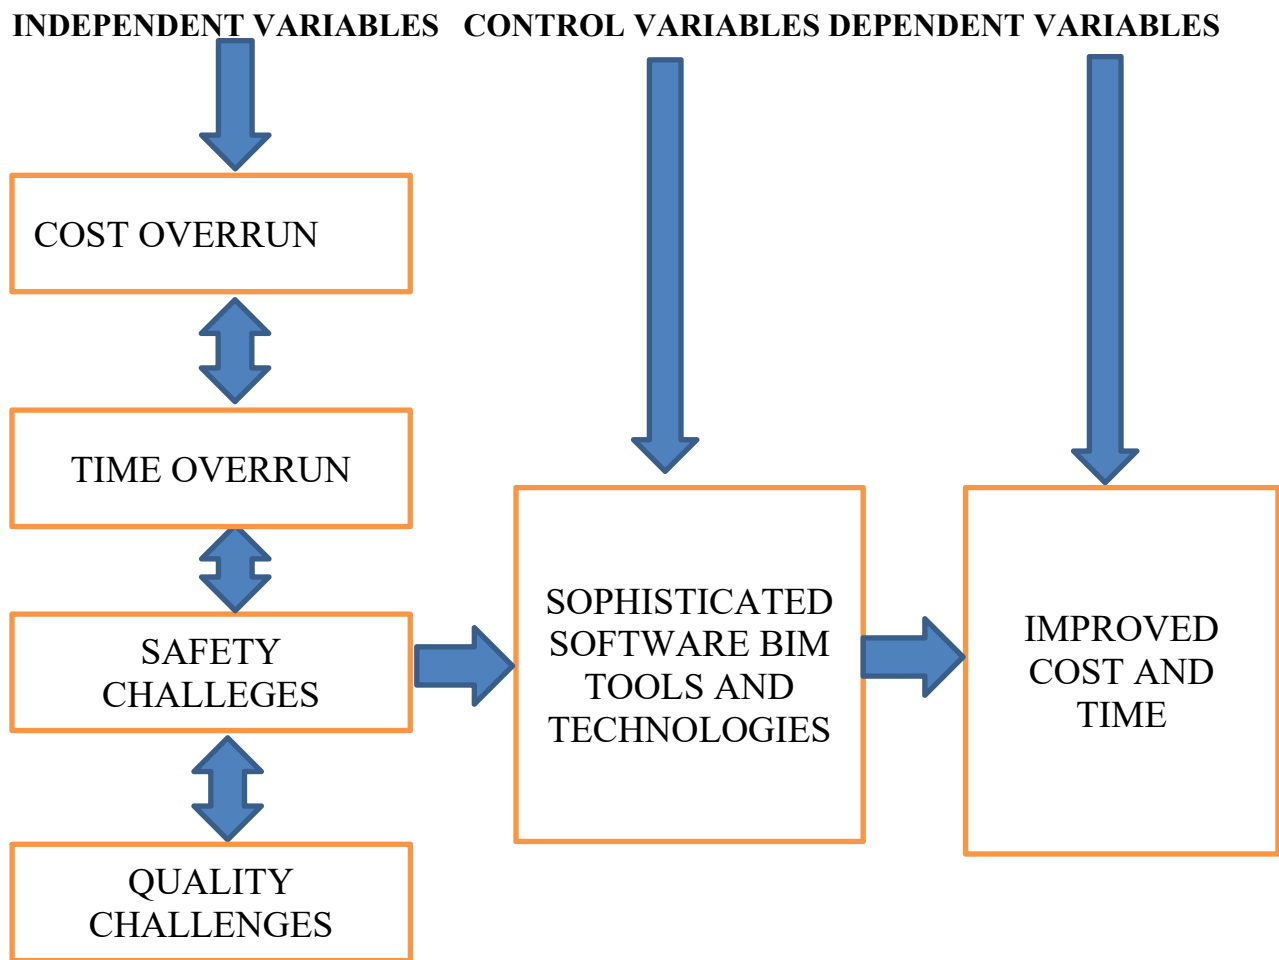 INDEPENDENT VARIABLES CONTROL VARIABLES DEPENDENT VARIABLES
COST OVERRUN
TIME OVERRUN
SAFETY
CHALLEGES
QUALITY
CHALLENGES
SOPHISTICATED
SOFTWARE BIM
TOOLS AND
TECHNOLOGIES
IMPROVED
COST AND
TIME